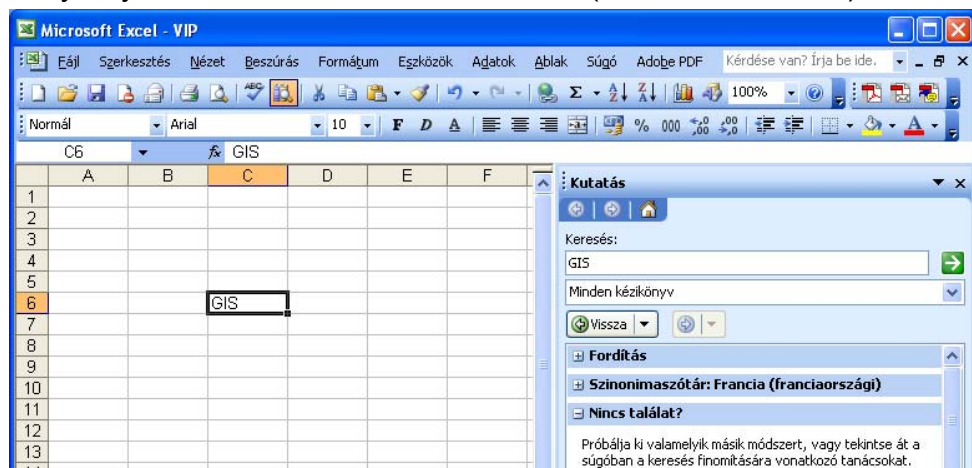 Microsoft Excel - VIP
Fájl Szerkesztés Nézet Beszúrás Formátum Eszközök Adatok Ablak Súgó Adobe PDF Kérdése van? Írja be ide.
100%
Normál Arial 10 F D A % 000
C6 fx GIS
A B C D E F
1
2
3
4
5
6 GIS
7
8
9
10
11
12
13
Kutatás
Keresés:
GIS
Minden kézikönyv
Vissza
Fordítás
Szinonimaszótár: Francia (franciaországi)
Nincs találat?
Próbálja ki valamelyik másik módszert, vagy tekintse át a
súgóban a keresés finomítására vonatkozó tanácsokat.